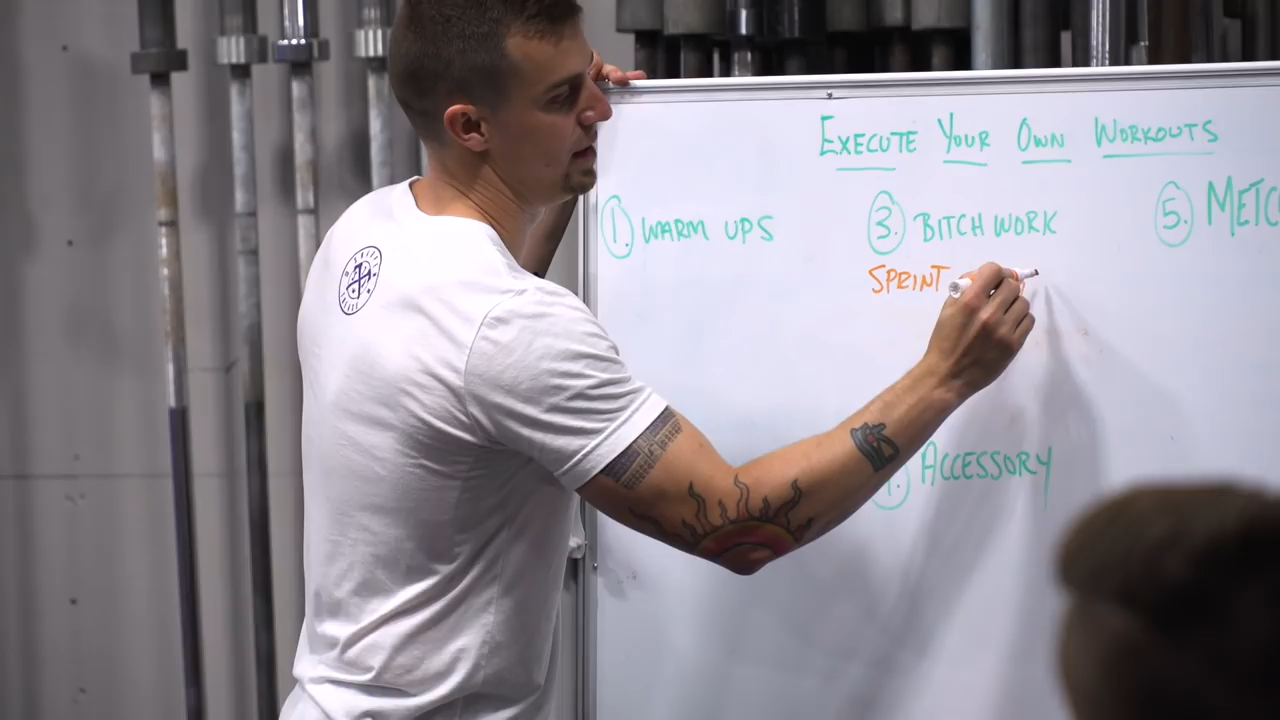 EXECUTE YOUR OWN WORKOUTS
1. WARM UPS
3. BITCH WORK
SPRINT
5. METC
ACCESSORY